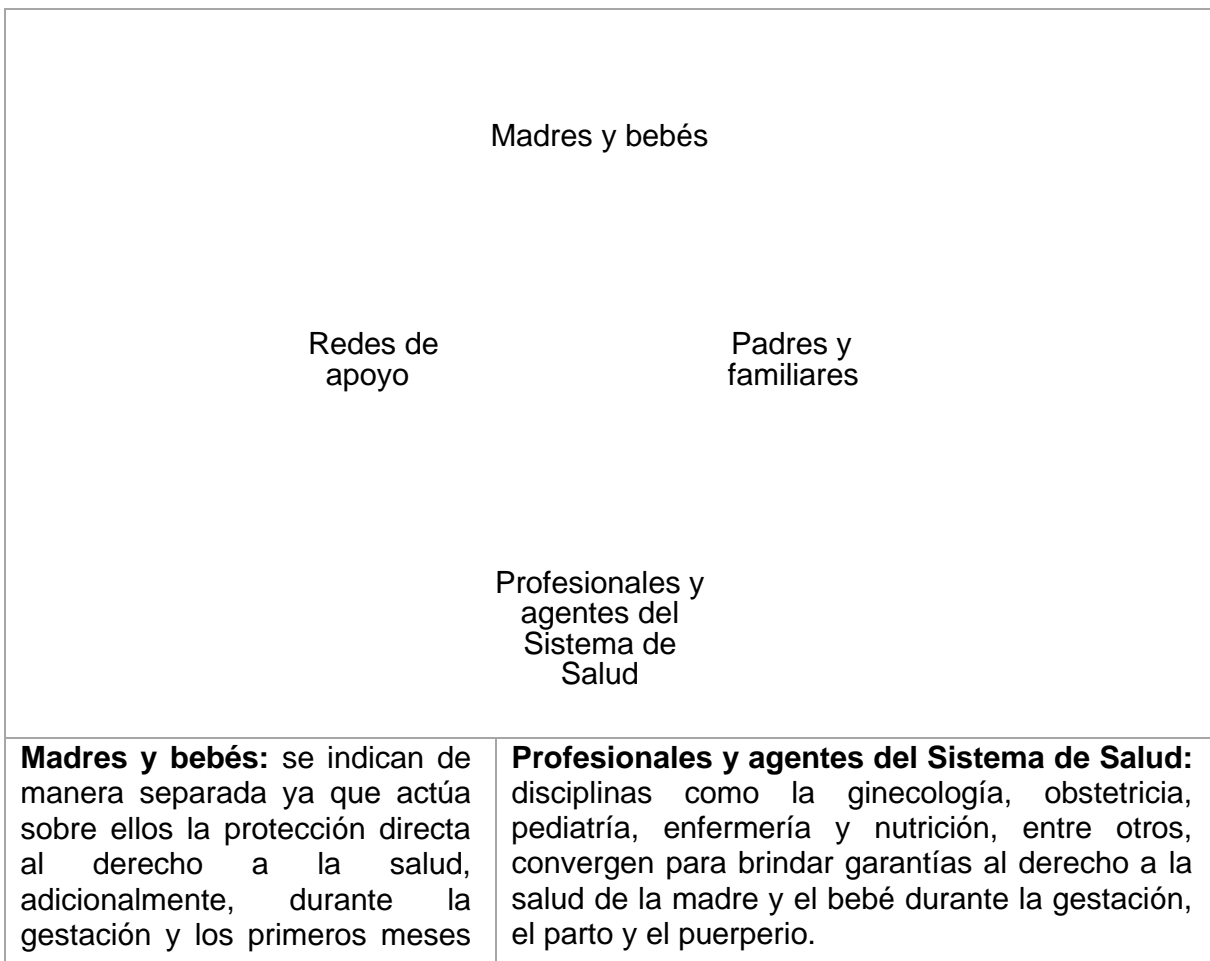 Madres y bebés
Redes de
apoyo
Padres y
familiares
Profesionales y
agentes del
Sistema de
Salud
Madres y bebés: se indican de
manera separada ya que actúa
sobre ellos la protección directa
al derecho a la salud,
adicionalmente, durante la
gestación y los primeros meses
Profesionales y agentes del Sistema de Salud:
disciplinas como la ginecología, obstetricia,
pediatría, enfermería y nutrición, entre otros,
convergen para brindar garantías al derecho a la
salud de la madre y el bebé durante la gestación,
el parto y el puerperio.